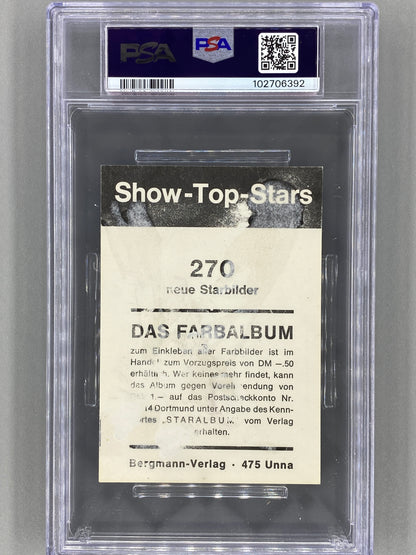 PSA
PSA
102706392
Show-Top-Stars
270
neue Starbilder
DAS FARBALBUM
zum Einkleben aller Farbbilder ist im
Handel zum Vorzugspreis von DM —.50
erhältlich. Wer keines mehr findet, kann
das Album gegen Voreinsendung von
1.— auf das Postscheckkonto Nr.
14 Dortmund unter Angabe des Kenn-
wortes „STARALBUM" vom Verlag
erhalten.
Bergmann-Verlag · 475 Unna